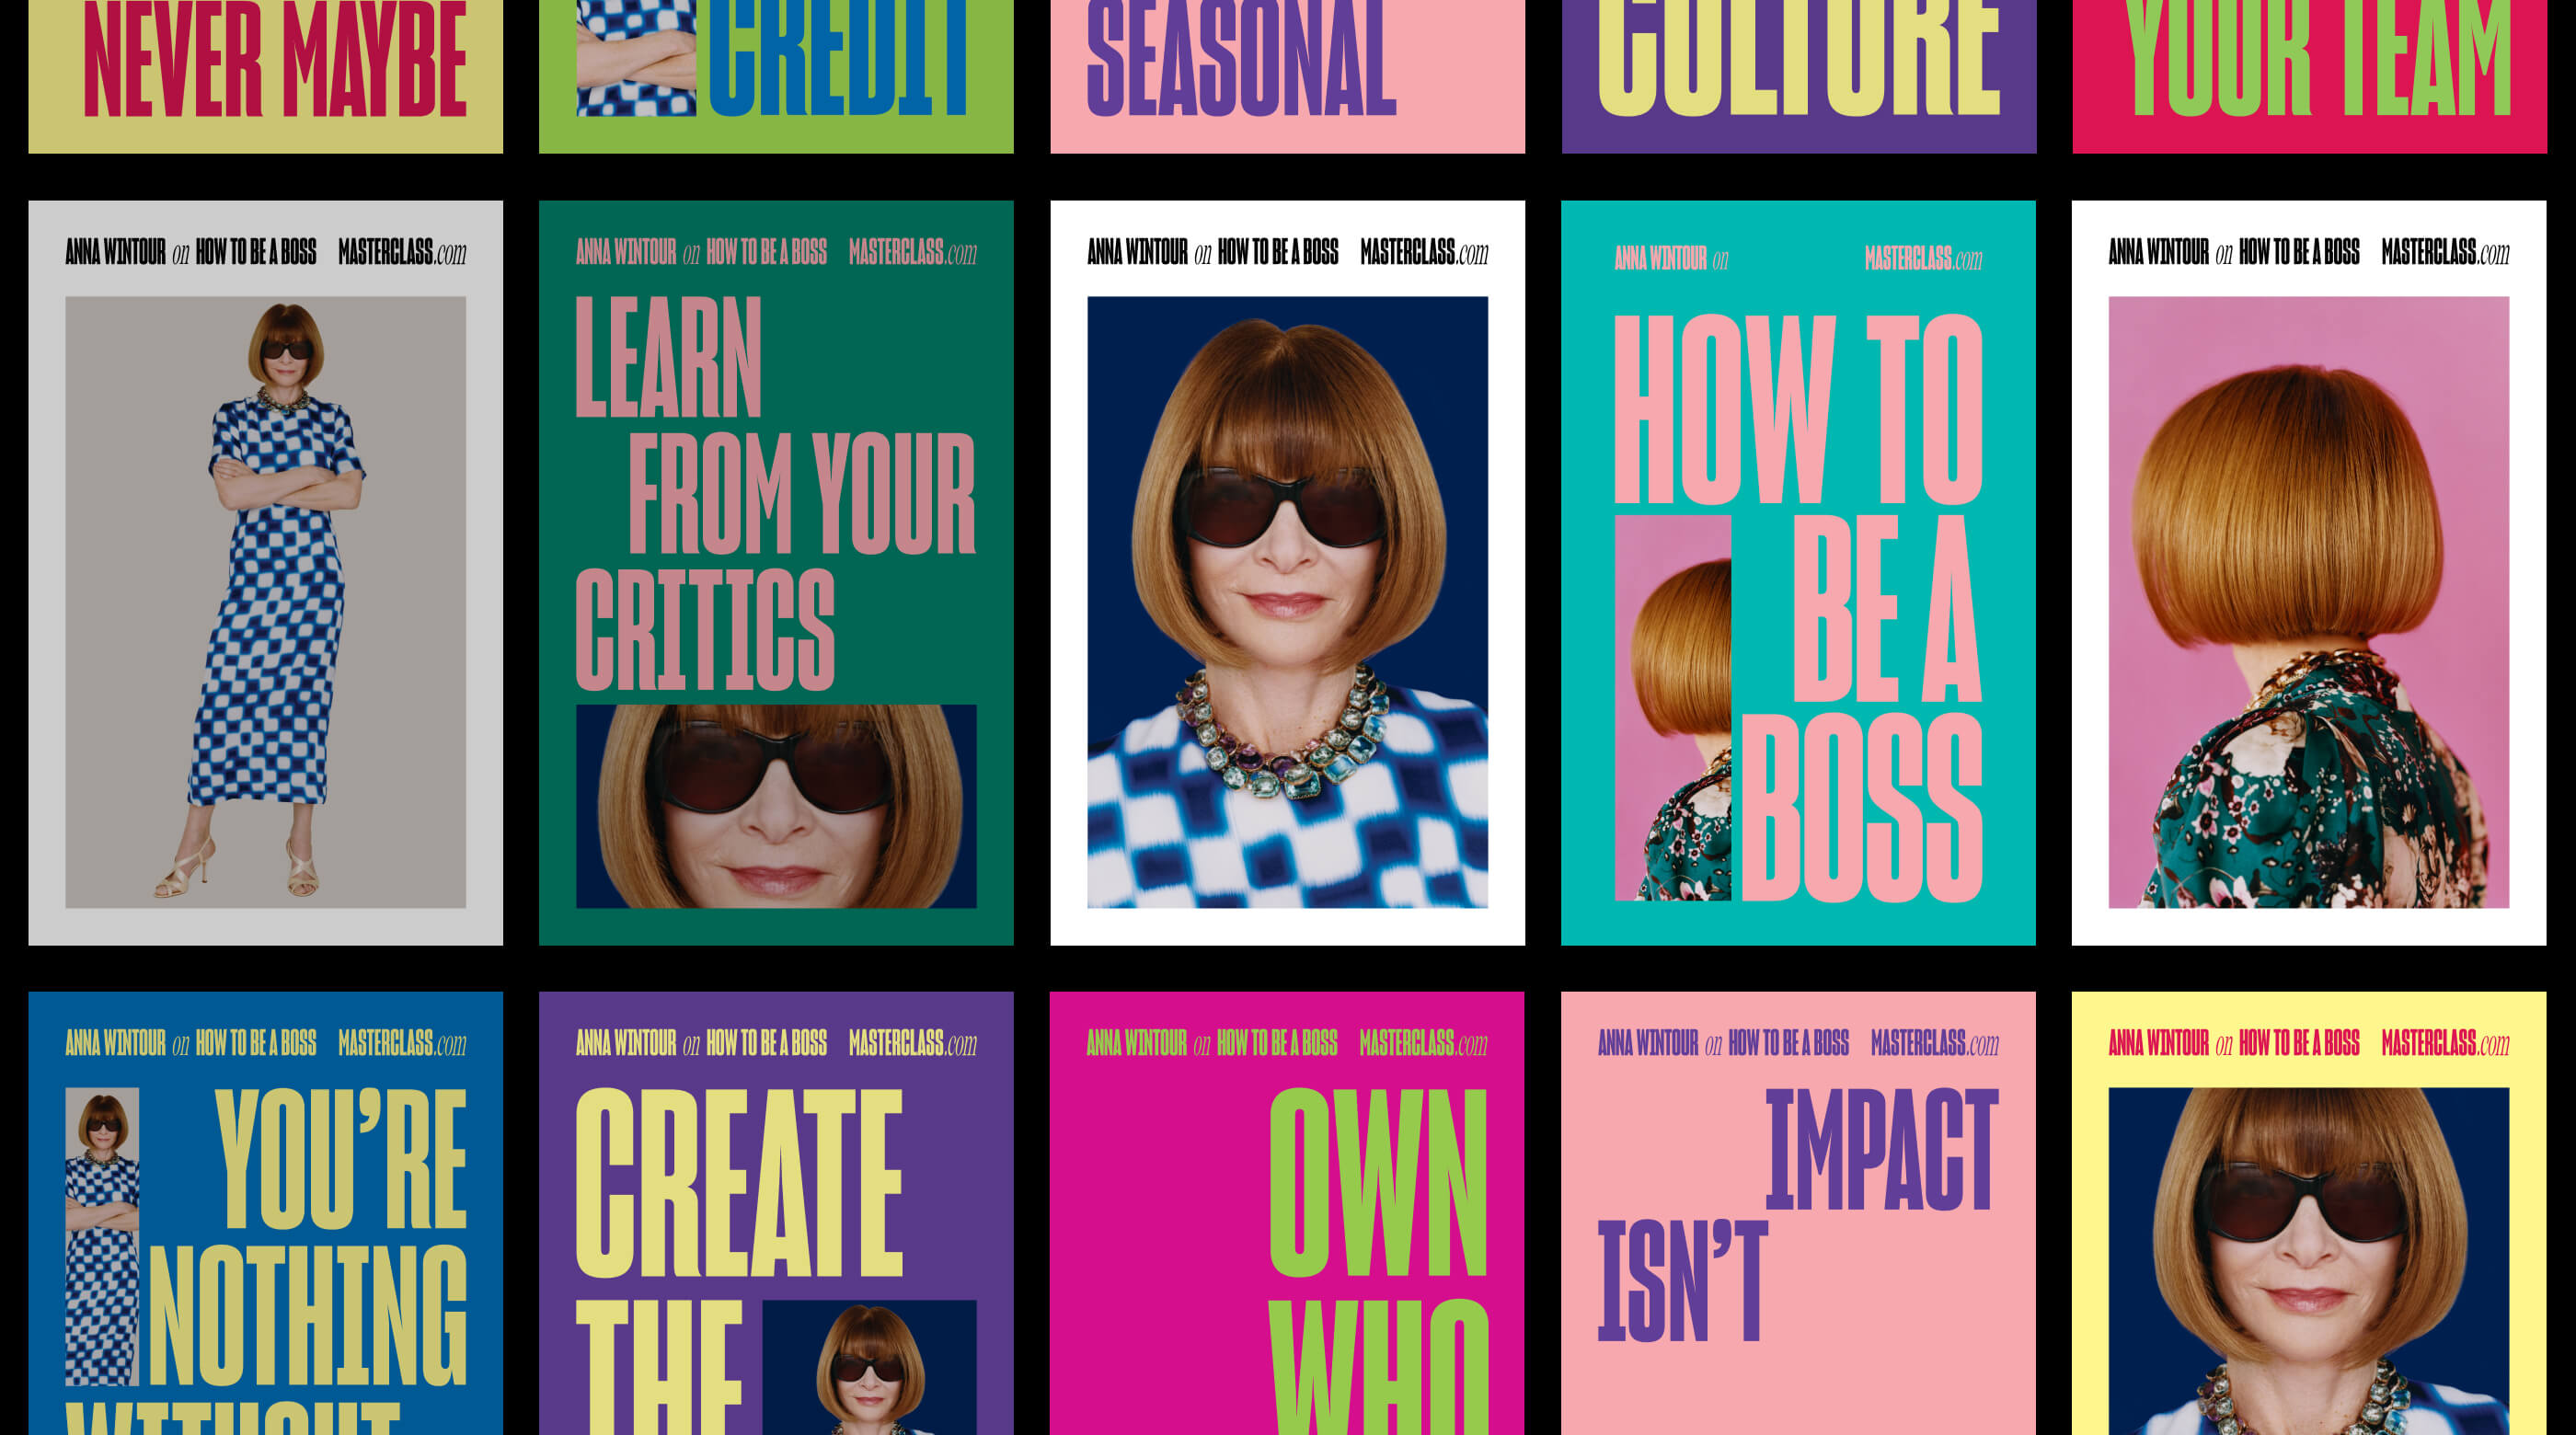 NEVER MAYBE
CREDIT
SEASONAL
CULTURE
YOUR TEAM
ANNA WINTOUR on HOW TO BE A BOSS MASTERCLASS.com
ANNA WINTOUR on HOW TO BE A BOSS MASTERCLASS.com
LEARN
FROM YOUR
CRITICS
ANNA WINTOUR on HOW TO BE A BOSS MASTERCLASS.com
ANNA WINTOUR on MASTERCLASS.com
HOW TO
BE A
BOSS
ANNA WINTOUR on HOW TO BE A BOSS MASTERCLASS.com
ANNA WINTOUR on HOW TO BE A BOSS MASTERCLASS.com
YOU’RE
NOTHING
WITHOUT
ANNA WINTOUR on HOW TO BE A BOSS MASTERCLASS.com
CREATE
THE
ANNA WINTOUR on HOW TO BE A BOSS MASTERCLASS.com
OWN
WHO
ANNA WINTOUR on HOW TO BE A BOSS MASTERCLASS.com
IMPACT
ISN’T
ANNA WINTOUR on HOW TO BE A BOSS MASTERCLASS.com